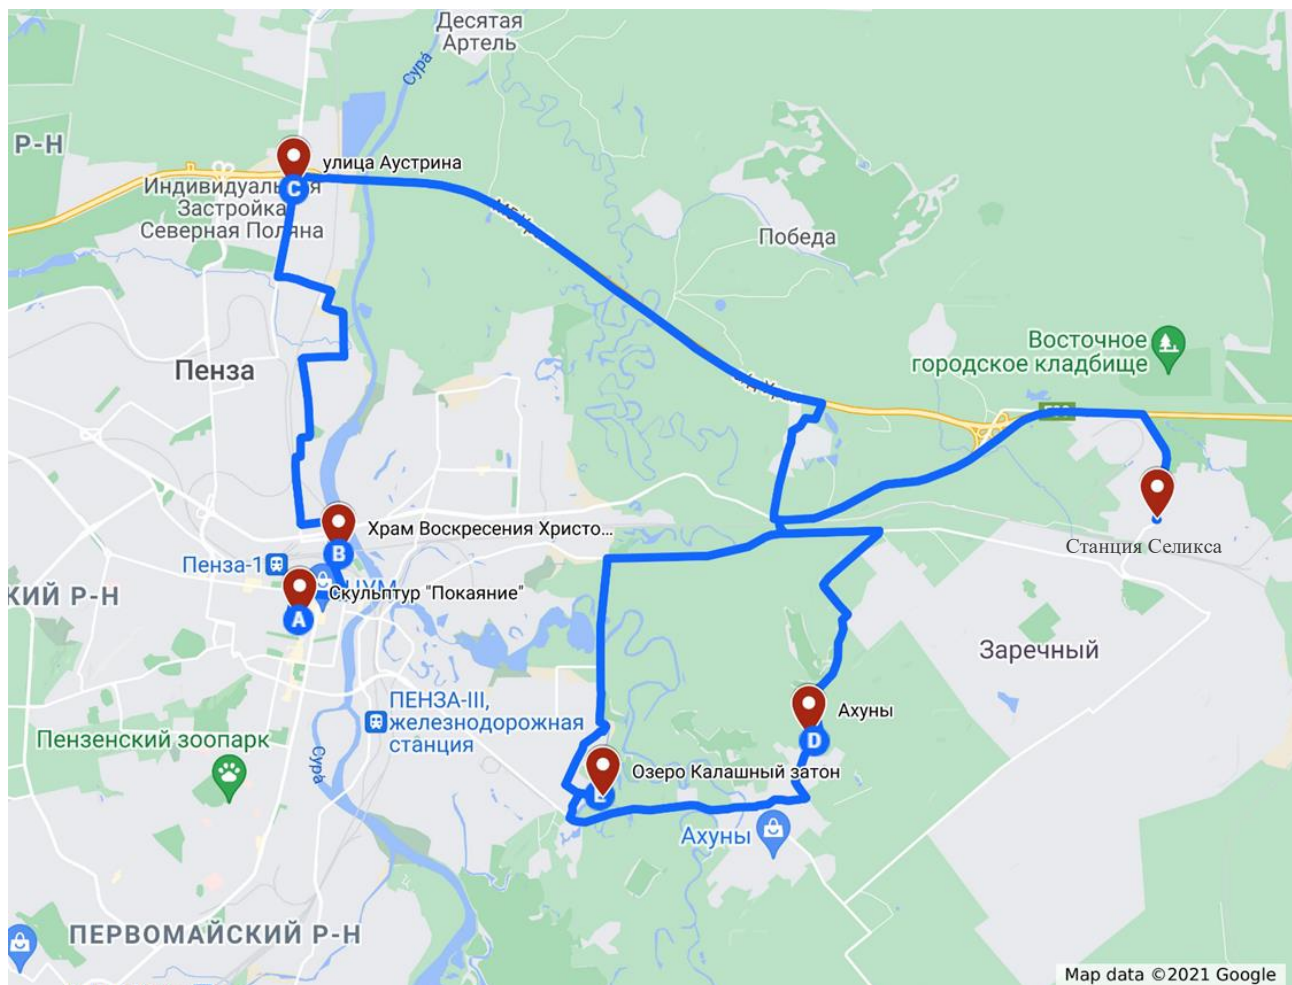 Десятая
Артель
Сура́
Р-Н
улица Аустрина
C
Индивидуальная
Застройка
Северная Поляна
Победа
Восточное
городское кладбище
Пенза
Храм Воскресения Христо...
B
Станция Селикса
Пенза-1
ЦУМ
Скульптур "Покаяние"
КИЙ Р-Н
A
Заречный
ПЕНЗА-III,
железнодорожная
станция
Ахуны
D
Пензенский зоопарк
Сура́
Озеро Калашный затон
E
Ахуны
ПЕРВОМАЙСКИЙ Р-Н
Map data ©2021 Google